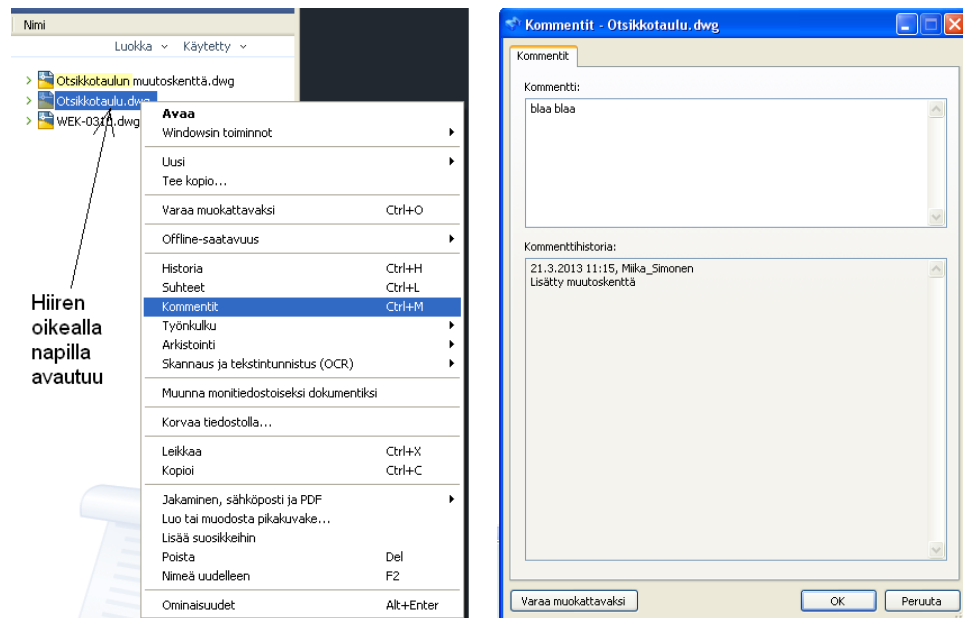 Nimi
Luokka Käytetty
Otsikkotaulun muutoskenttä.dwg
Otsikkotaulu.dwg
WEK-0310.dwg
Avaa
Windowsin toiminnot
Uusi
Tee kopio...
Varaa muokattavaksi Ctrl+O
Offline-saatavuus
Historia Ctrl+H
Suhteet Ctrl+L
Kommentit Ctrl+M
Työnkulku
Arkistointi
Skannaus ja tekstintunnistus (OCR)
Muunna monitiedostoiseksi dokumentiksi
Korvaa tiedostolla...
Leikkaa Ctrl+X
Kopioi Ctrl+C
Jakaminen, sähköposti ja PDF
Luo tai muodosta pikakuvake...
Lisää suosikkeihin
Poista Del
Nimeä uudelleen F2
Ominaisuudet Alt+Enter
Hiiren
oikealla
napilla
avautuu
Kommentit - Otsikkotaulu.dwg
Kommentit
Kommentti:
blaa blaa
Kommenttihistoria:
21.3.2013 11:15, Miika_Simonen
Lisätty muutoskenttä
Varaa muokattavaksi OK Peruuta